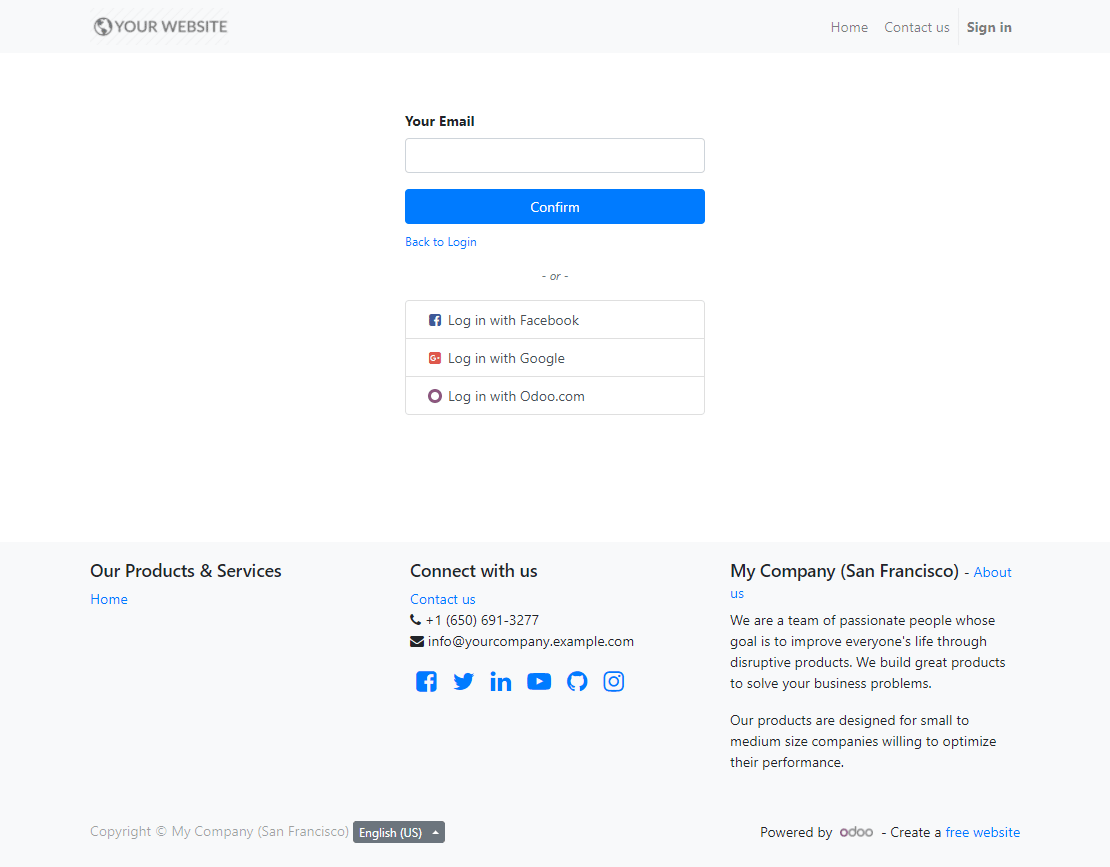 YOUR WEBSITE
Home
Contact us
Sign in
Your Email
Confirm
Back to Login
- or -
Log in with Facebook
Log in with Google
Log in with Odoo.com
Our Products & Services
Home
Connect with us
Contact us
+1 (650) 691-3277
info@yourcompany.example.com
My Company (San Francisco) - About
us
We are a team of passionate people whose
goal is to improve everyone's life through
disruptive products. We build great products
to solve your business problems.
Our products are designed for small to
medium size companies willing to optimize
their performance.
Copyright © My Company (San Francisco) English (US)
Powered by odoo - Create a free website